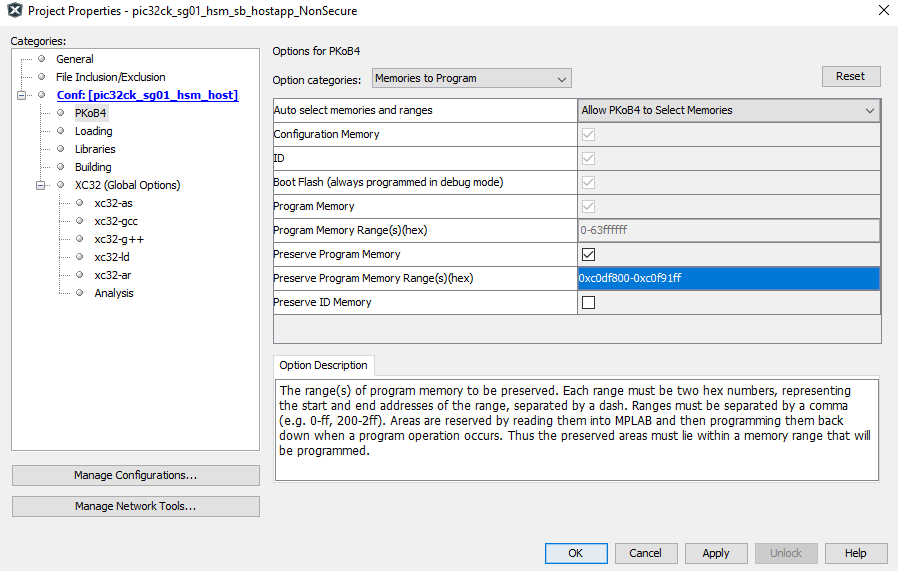 Project Properties - pic32ck_sg01_hsm_sb_hostapp_NonSecure
Categories:
General
File Inclusion/Exclusion
Conf: [pic32ck_sg01_hsm_host]
PKoB4
Loading
Libraries
Building
XC32 (Global Options)
xc32-as
xc32-gcc
xc32-g++
xc32-ld
xc32-ar
Analysis
Manage Configurations...
Manage Network Tools...
Options for PKoB4
Option categories: Memories to Program Reset
Auto select memories and ranges Allow PKoB4 to Select Memories
Configuration Memory
ID
Boot Flash (always programmed in debug mode)
Program Memory
Program Memory Range(s)(hex) 0-63ffffff
Preserve Program Memory
Preserve Program Memory Range(s)(hex) 0xc0df800-0xc0f91ff
Preserve ID Memory
Option Description
The range(s) of program memory to be preserved. Each range must be two hex numbers, representing
the start and end addresses of the range, separated by a dash. Ranges must be separated by a comma
(e.g. 0-ff, 200-2ff). Areas are reserved by reading them into MPLAB and then programming them back
down when a program operation occurs. Thus the preserved areas must lie within a memory range that will
be programmed.
OK Cancel Apply Unlock Help